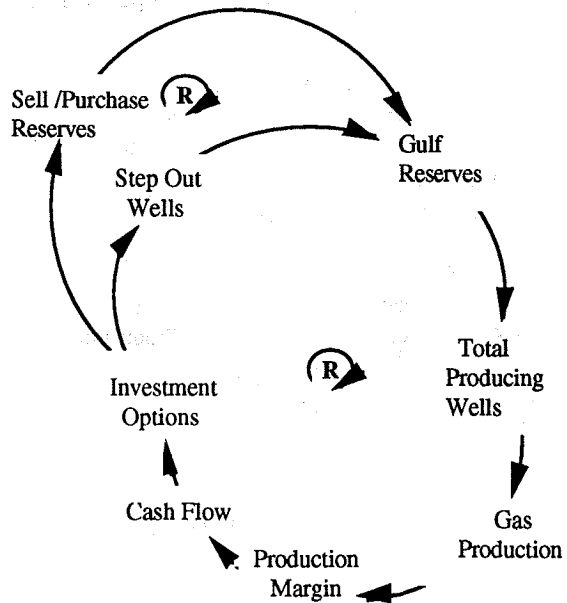 Sell /Purchase
Reserves
R
Gulf
Reserves
Step Out
Wells
Total
Producing
Wells
R
Investment
Options
Cash Flow
Gas
Production
Production
Margin